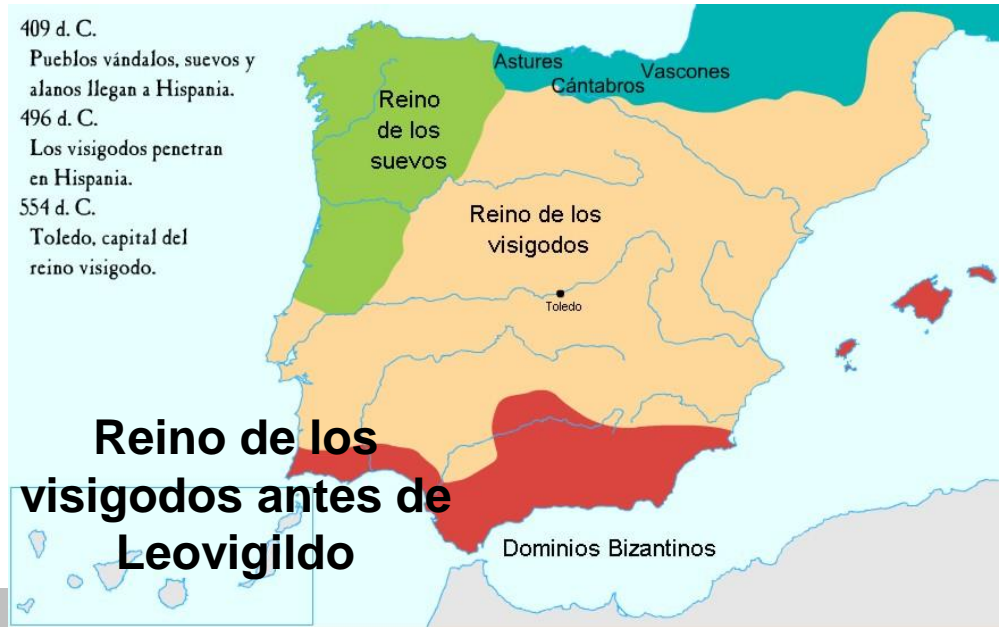 409 d. C.
Pueblos vándalos, suevos y
alanos llegan a Hispania.
496 d. C.
Los visigodos penetran
en Hispania.
554 d. C.
Toledo, capital del
reino visigodo.
Astures
Cántabros
Vascones
Reino
de los
suevos
Reino de los
visigodos
Toledo
Reino de los
visigodos antes de
Leovigildo
Dominios Bizantinos